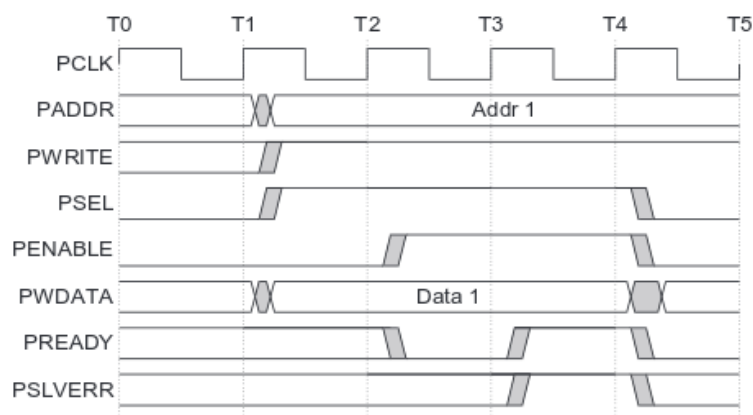 T0 T1 T2 T3 T4 T5
PCLK
PADDR Addr 1
PWRITE
PSEL
PENABLE
PWDATA Data 1
PREADY
PSLVERR